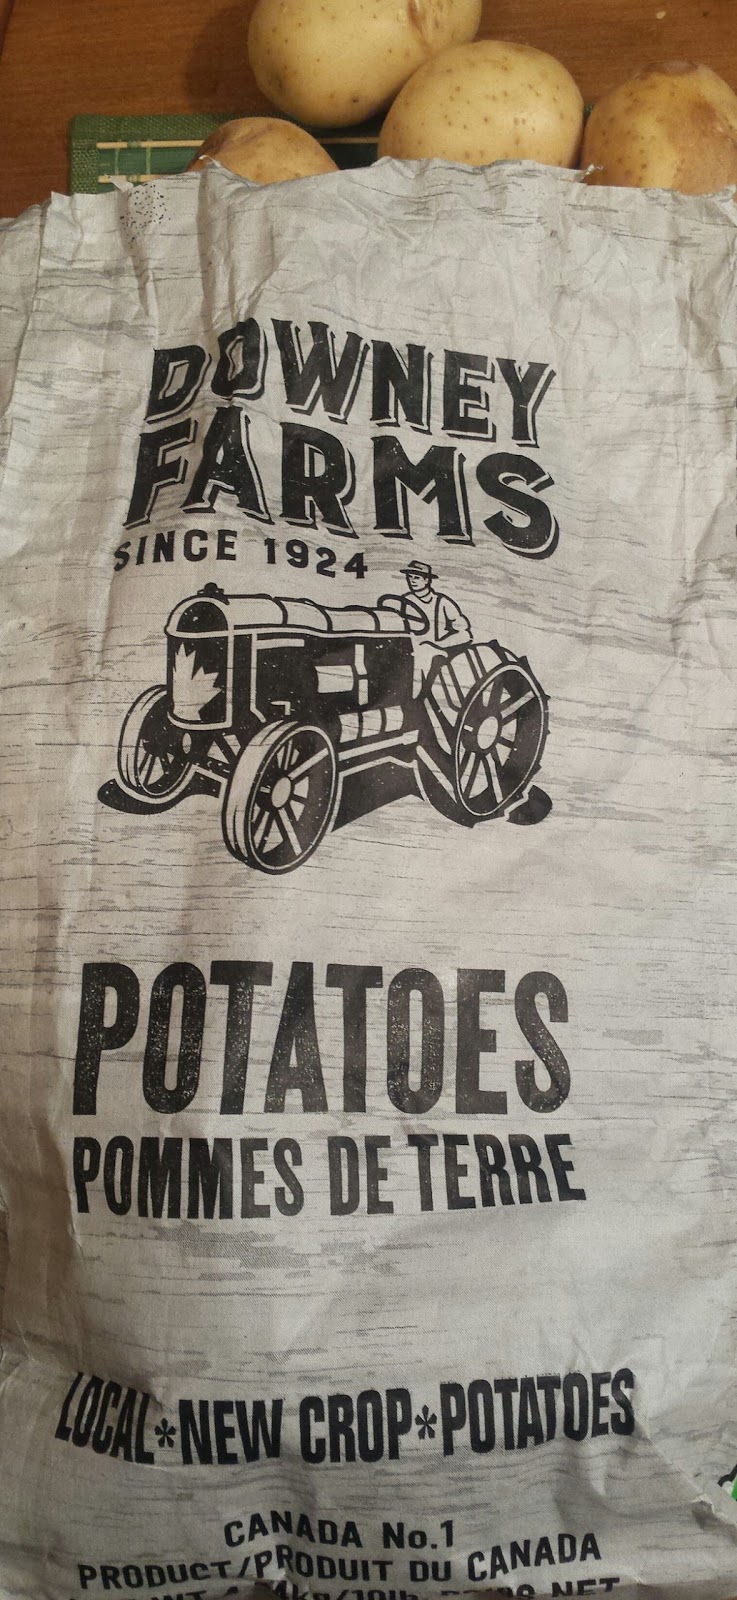 DOWNEY
FARMS
SINCE 1924
POTATOES
POMMES DE TERRE
LOCAL*NEW CROP*POTATOES
CANADA No.1
PRODUCT/PRODUIT DU CANADA
NET